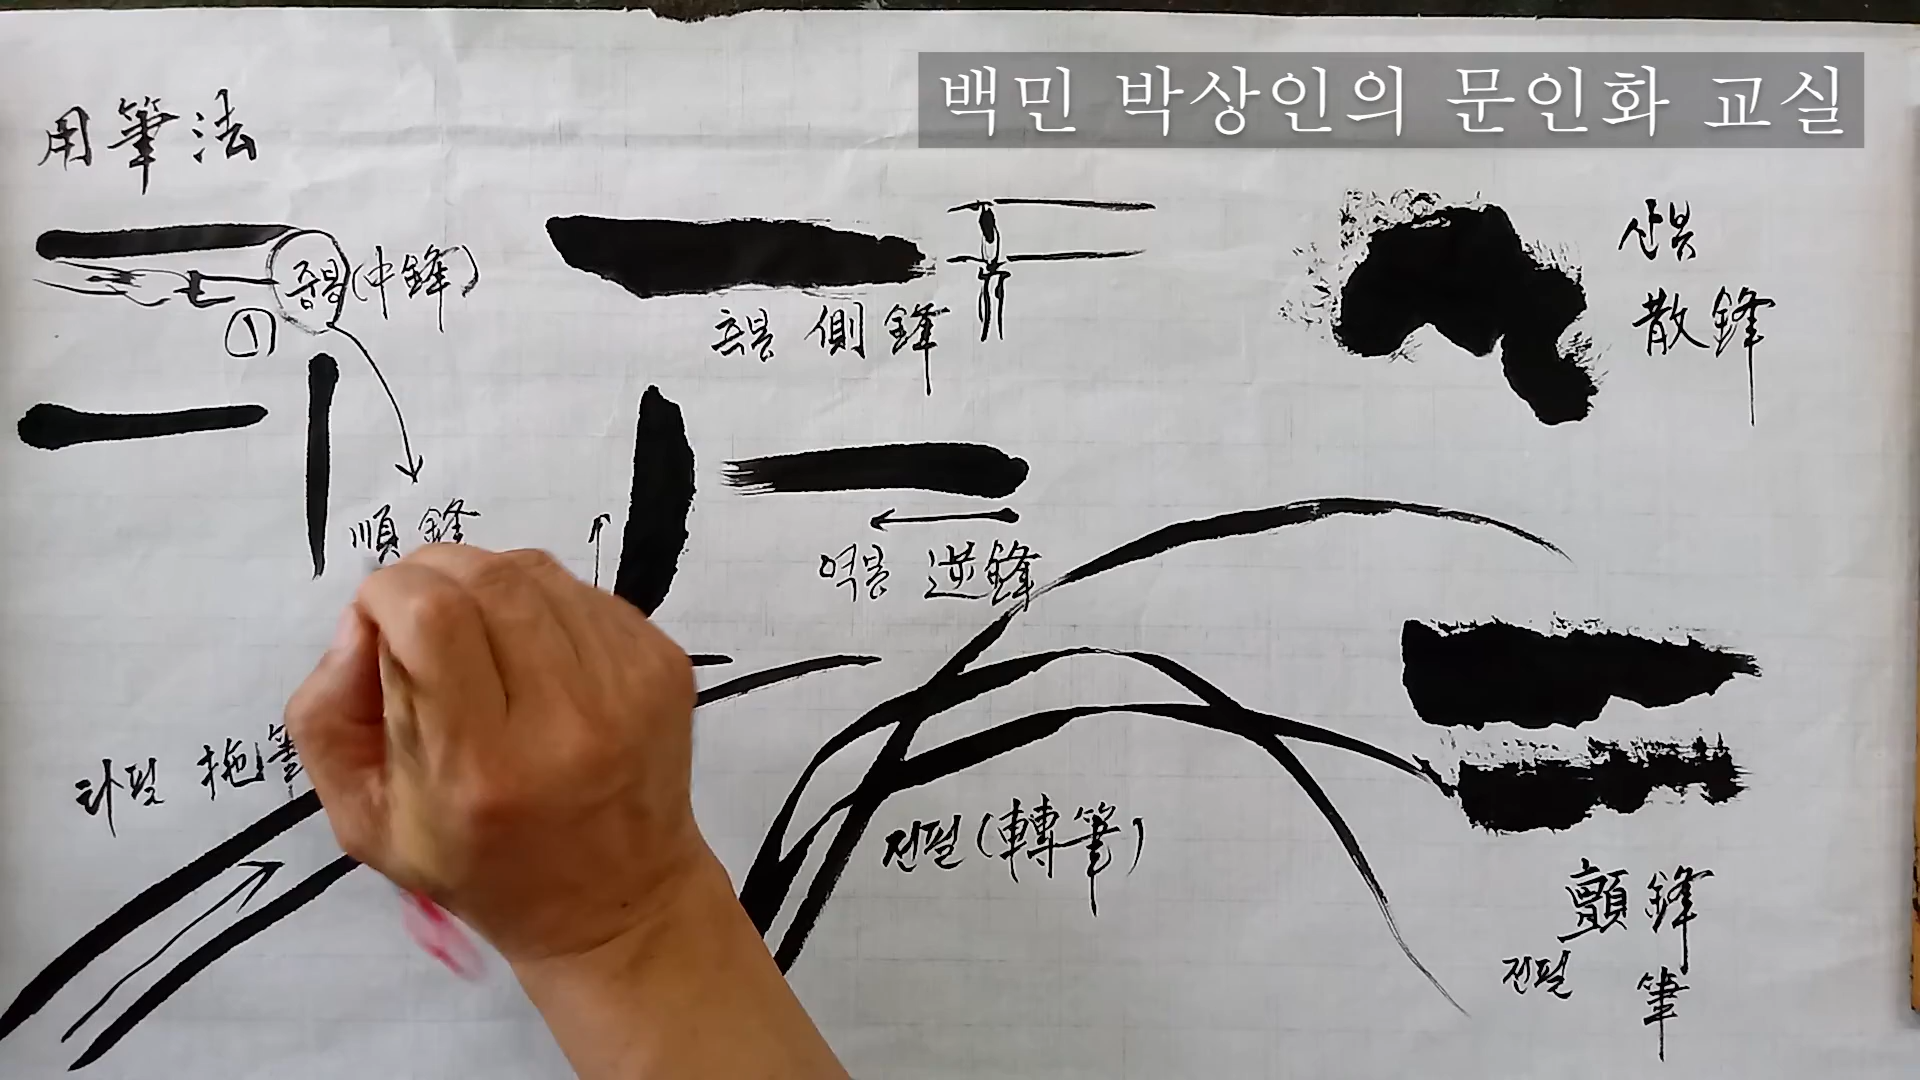 백민 박상인의 문인화 교실
用筆法
중봉(中鋒)
①
측봉 側鋒
산봉
散鋒
順鋒
역봉 逆鋒
타필 拖筆
전필(轉筆)
顫鋒
전필 筆